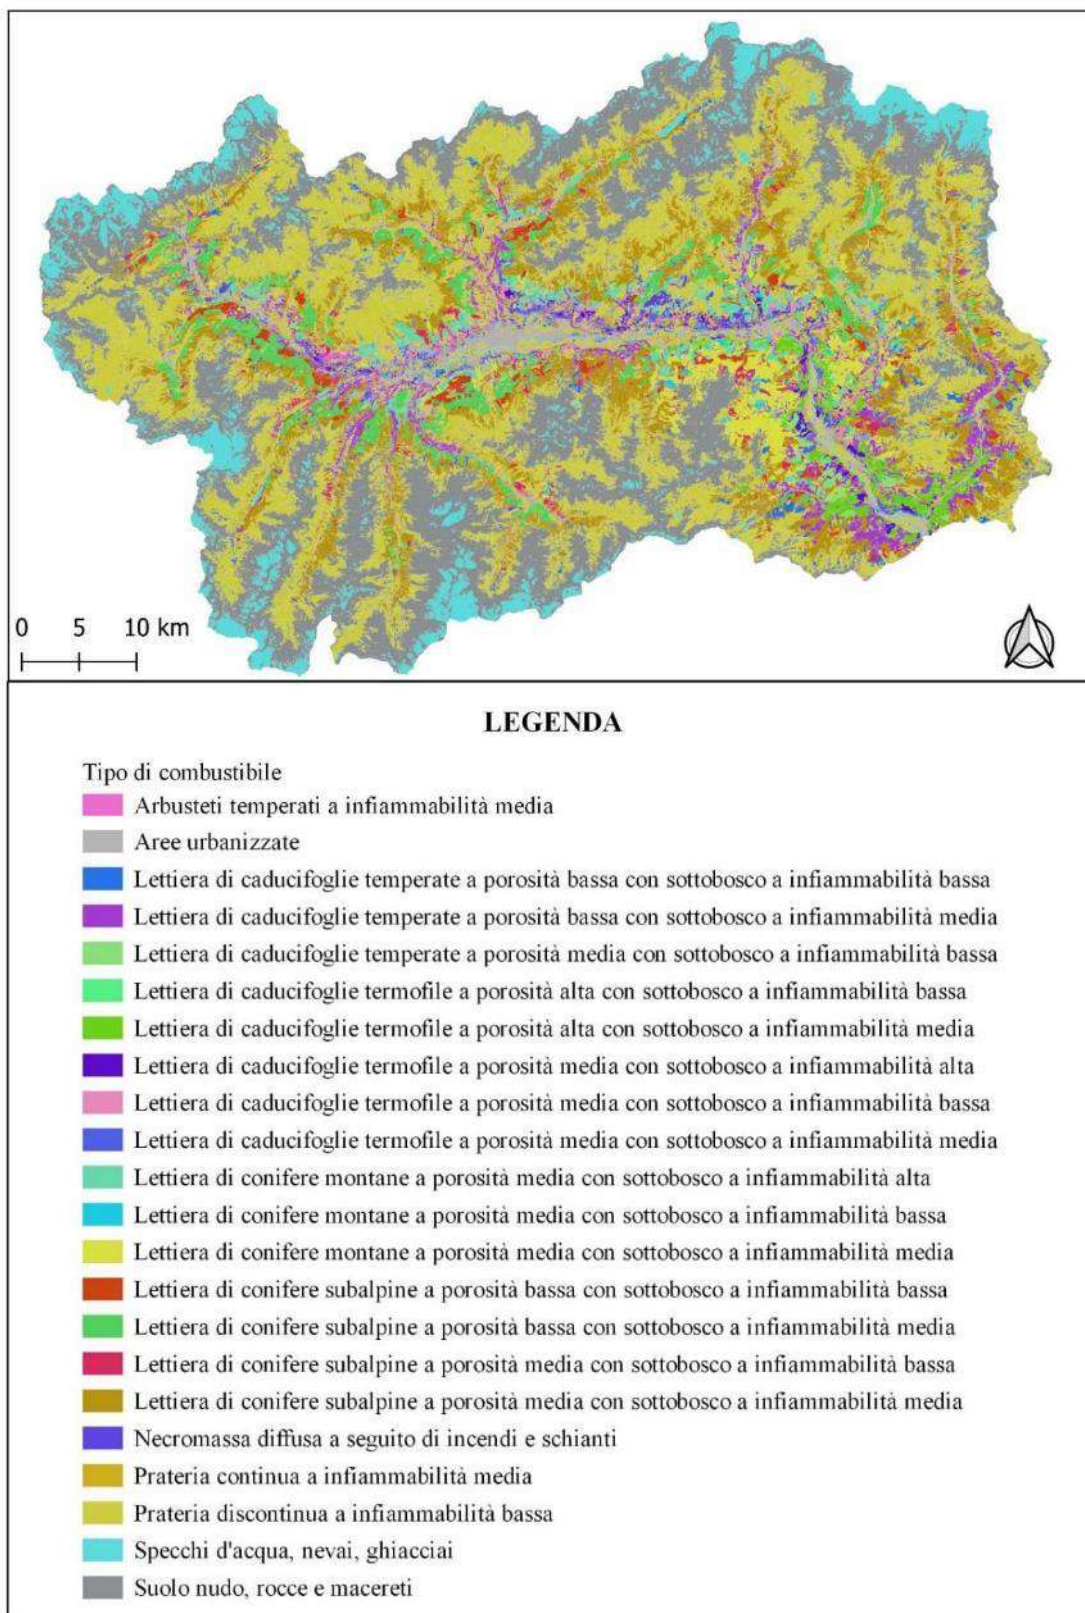 0 5 10 km
LEGENDA
Tipo di combustibile
Arbusteti temperati a infiammabilità media
Aree urbanizzate
Lettiera di caducifoglie temperate a porosità bassa con sottobosco a infiammabilità bassa
Lettiera di caducifoglie temperate a porosità bassa con sottobosco a infiammabilità media
Lettiera di caducifoglie temperate a porosità media con sottobosco a infiammabilità bassa
Lettiera di caducifoglie termofile a porosità alta con sottobosco a infiammabilità bassa
Lettiera di caducifoglie termofile a porosità alta con sottobosco a infiammabilità media
Lettiera di caducifoglie termofile a porosità media con sottobosco a infiammabilità alta
Lettiera di caducifoglie termofile a porosità media con sottobosco a infiammabilità bassa
Lettiera di caducifoglie termofile a porosità media con sottobosco a infiammabilità media
Lettiera di conifere montane a porosità media con sottobosco a infiammabilità alta
Lettiera di conifere montane a porosità media con sottobosco a infiammabilità bassa
Lettiera di conifere montane a porosità media con sottobosco a infiammabilità media
Lettiera di conifere subalpine a porosità bassa con sottobosco a infiammabilità bassa
Lettiera di conifere subalpine a porosità bassa con sottobosco a infiammabilità media
Lettiera di conifere subalpine a porosità media con sottobosco a infiammabilità bassa
Lettiera di conifere subalpine a porosità media con sottobosco a infiammabilità media
Necromassa diffusa a seguito di incendi e schianti
Prateria continua a infiammabilità media
Prateria discontinua a infiammabilità bassa
Specchi d'acqua, nevai, ghiacciai
Suolo nudo, rocce e macereti